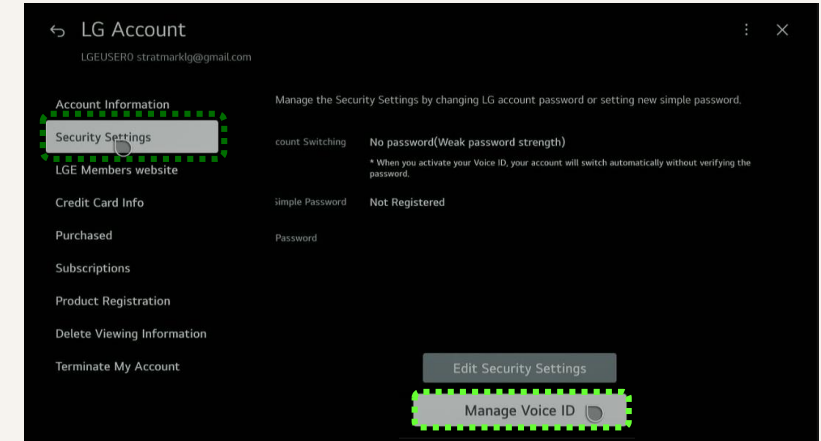 LG Account
LGEUSER0 stratmarklg@gmail.com
Account Information
Security Settings
LGE Members website
Credit Card Info
Purchased
Subscriptions
Product Registration
Delete Viewing Information
Terminate My Account
Manage the Security Settings by changing LG account password or setting new simple password.
count Switching No password(Weak password strength)
* When you activate your Voice ID, your account will switch automatically without verifying the
password.
Simple Password Not Registered
Password
Edit Security Settings
Manage Voice ID